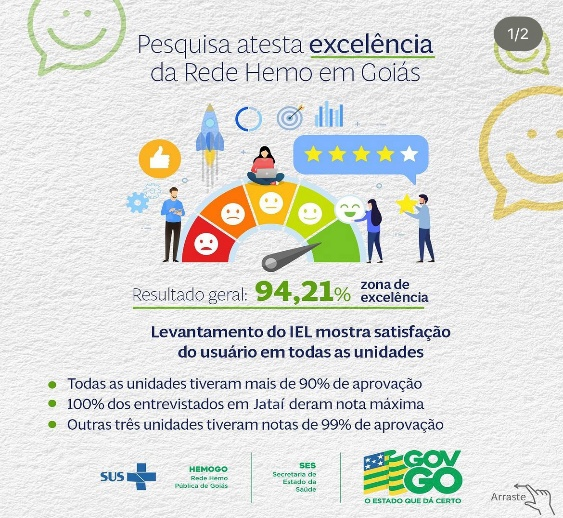 1/2
Pesquisa atesta excelência
da Rede Hemo em Goiás
Resultado geral: 94,21% zona de
excelência
Levantamento do IEL mostra satisfação
do usuário em todas as unidades
Todas as unidades tiveram mais de 90% de aprovação
100% dos entrevistados em Jataí deram nota máxima
Outras três unidades tiveram notas de 99% de aprovação
SUS
HEMOGO
Rede Hemo
Pública de Goiás
SES
Secretaria de
Estado da
Saúde
GOV
GO
O ESTADO QUE DÁ CERTO
Arraste